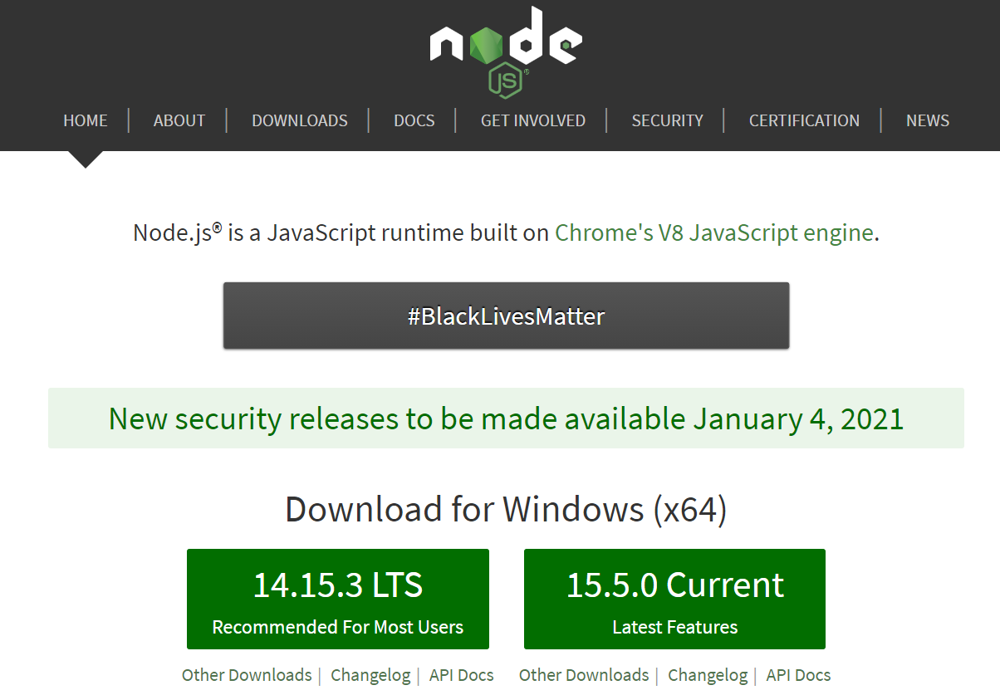 node
JS®
HOME | ABOUT | DOWNLOADS | DOCS | GET INVOLVED | SECURITY | CERTIFICATION | NEWS
Node.js® is a JavaScript runtime built on Chrome's V8 JavaScript engine.
#BlackLivesMatter
New security releases to be made available January 4, 2021
Download for Windows (x64)
14.15.3 LTS
Recommended For Most Users
15.5.0 Current
Latest Features
Other Downloads | Changelog | API Docs
Other Downloads | Changelog | API Docs